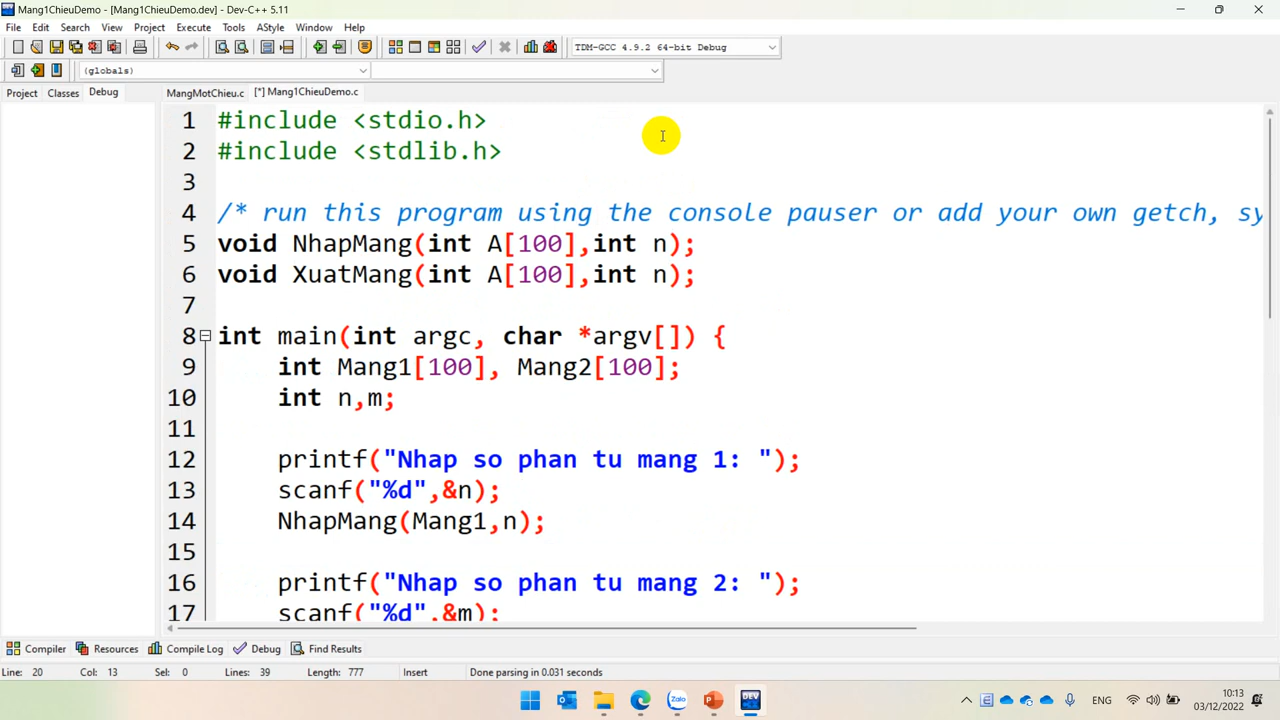 Mang1ChieuDemo - [Mang1ChieuDemo.dev] - Dev-C++ 5.11
File Edit Search View Project Execute Tools AStyle Window Help
TDM-GCC 4.9.2 64-bit Debug
(globals)
Project Classes Debug MangMotChieu.c [*] Mang1ChieuDemo.c
1 #include <stdio.h>
2 #include <stdlib.h>
3
4 /* run this program using the console pauser or add your own getch, sy
5 void NhapMang(int A[100],int n);
6 void XuatMang(int A[100],int n);
7
8 int main(int argc, char *argv[]) {
9 int Mang1[100], Mang2[100];
10 int n,m;
11
12 printf("Nhap so phan tu mang 1: ");
13 scanf("%d",&n);
14 NhapMang(Mang1,n);
15
16 printf("Nhap so phan tu mang 2: ");
17 scanf("%d",&m);
Compiler Resources Compile Log Debug Find Results
Line: 20 Col: 13 Sel: 0 Lines: 39 Length: 777 Insert Done parsing in 0.031 seconds
Zalo DEV ENG 10:13
03/12/2022